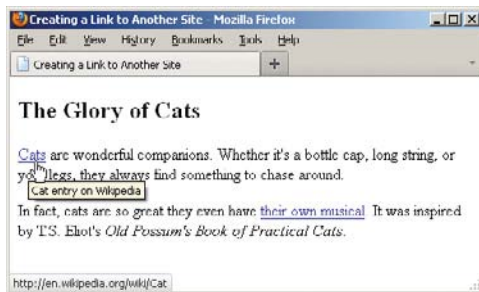 Creating a Link to Another Site - Mozilla Firefox
File Edit View History Bookmarks Tools Help
Creating a Link to Another Site +
The Glory of Cats
Cats are wonderful companions. Whether it's a bottle cap, long string, or
legs, they always find something to chase around.
Cat entry on Wikipedia
In fact, cats are so great they even have their own musical. It was inspired
by T.S. Eliot's Old Possum's Book of Practical Cats.
http://en.wikipedia.org/wiki/Cat